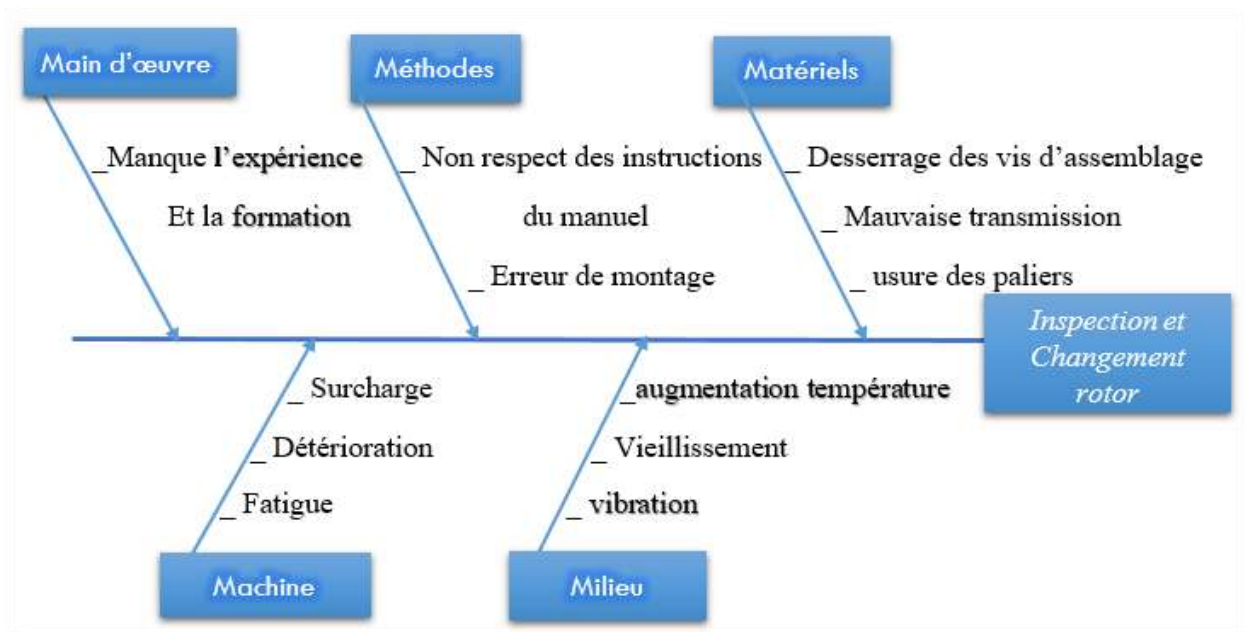 Main d'œuvre
Méthodes
Matériels
_Manque l'expérience
Et la formation
_ Non respect des instructions
du manuel
_ Erreur de montage
_ Desserrage des vis d'assemblage
_ Mauvaise transmission
_ usure des paliers
Inspection et
Changement
rotor
_ Surcharge
_ Détérioration
_ Fatigue
_augmentation température
_ Vieillissement
_ vibration
Machine
Milieu